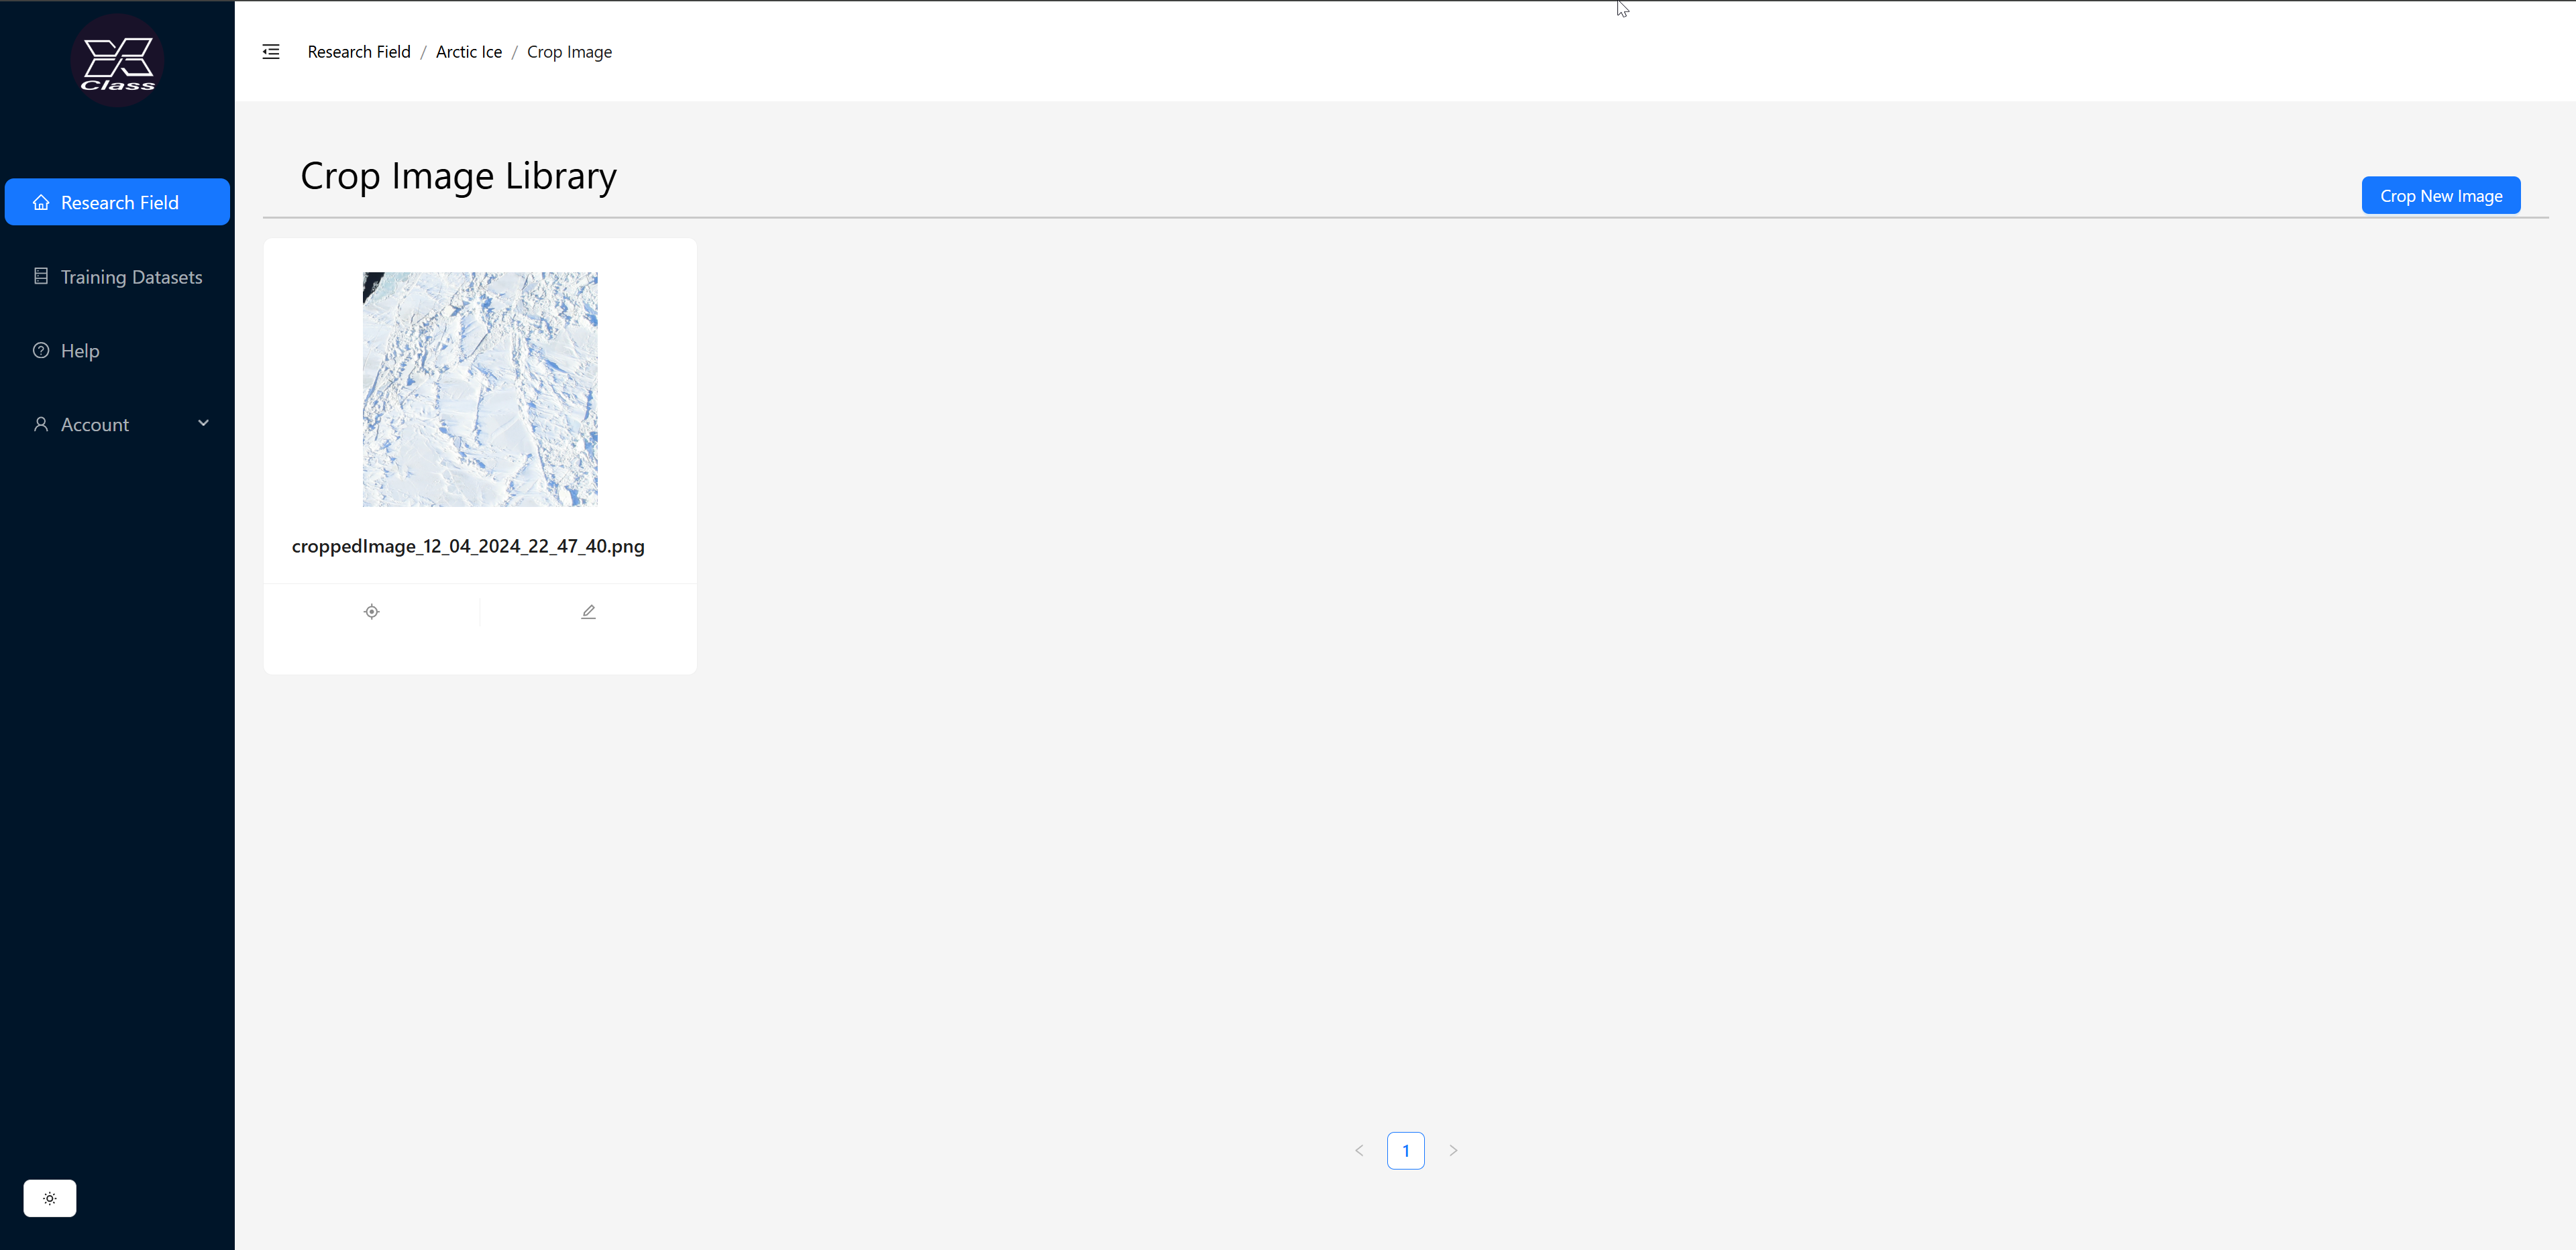 Class
Research Field / Arctic Ice / Crop Image
Research Field
Training Datasets
Help
Account
Crop Image Library
Crop New Image
croppedImage_12_04_2024_22_47_40.png
< 1 >